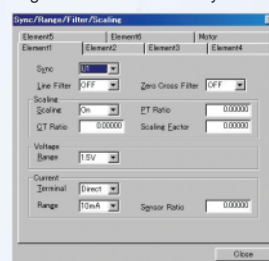 Sync/Range/Filter/Scaling
Element5 Element6 Motor
Element1 Element2 Element3 Element4
Sync U1
Line Filter OFF Zero Cross Filter OFF
Scaling
Scaling On PT Ratio 0.00000
CT Ratio 0.00000 Scaling Factor 0.00000
Voltage
Range 1.5V
Current
Terminal Direct
Range 10mA Sensor Ratio 0.00000
Close